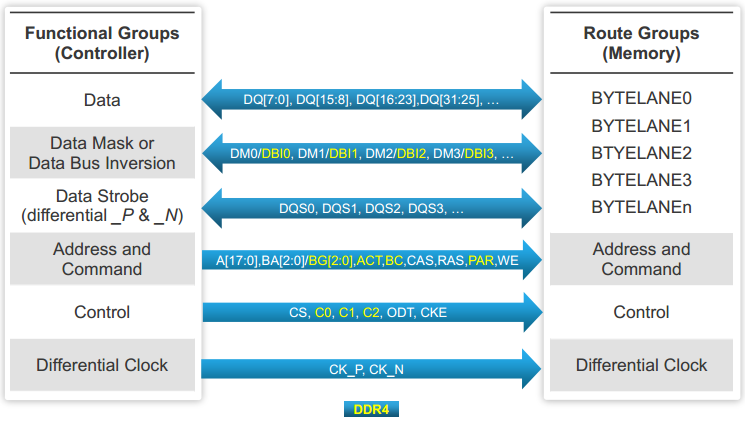 Functional Groups
(Controller)
Route Groups
(Memory)
Data
DQ[7:0], DQ[15:8], DQ[16:23],DQ[31:25], ...
BYTELANE0
BYTELANE1
BTYELANE2
BYTELANE3
BYTELANEn
Data Mask or
Data Bus Inversion
DM0/DBI0, DM1/DBI1, DM2/DBI2, DM3/DBI3, ...
Data Strobe
(differential _P & _N)
DQS0, DQS1, DQS2, DQS3, ...
Address and
Command
A[17:0],BA[2:0]/BG[2:0],ACT,BC,CAS,RAS,PAR,WE
Address and
Command
Control
CS, C0, C1, C2, ODT, CKE
Control
Differential Clock
CK_P, CK_N
Differential Clock
DDR4